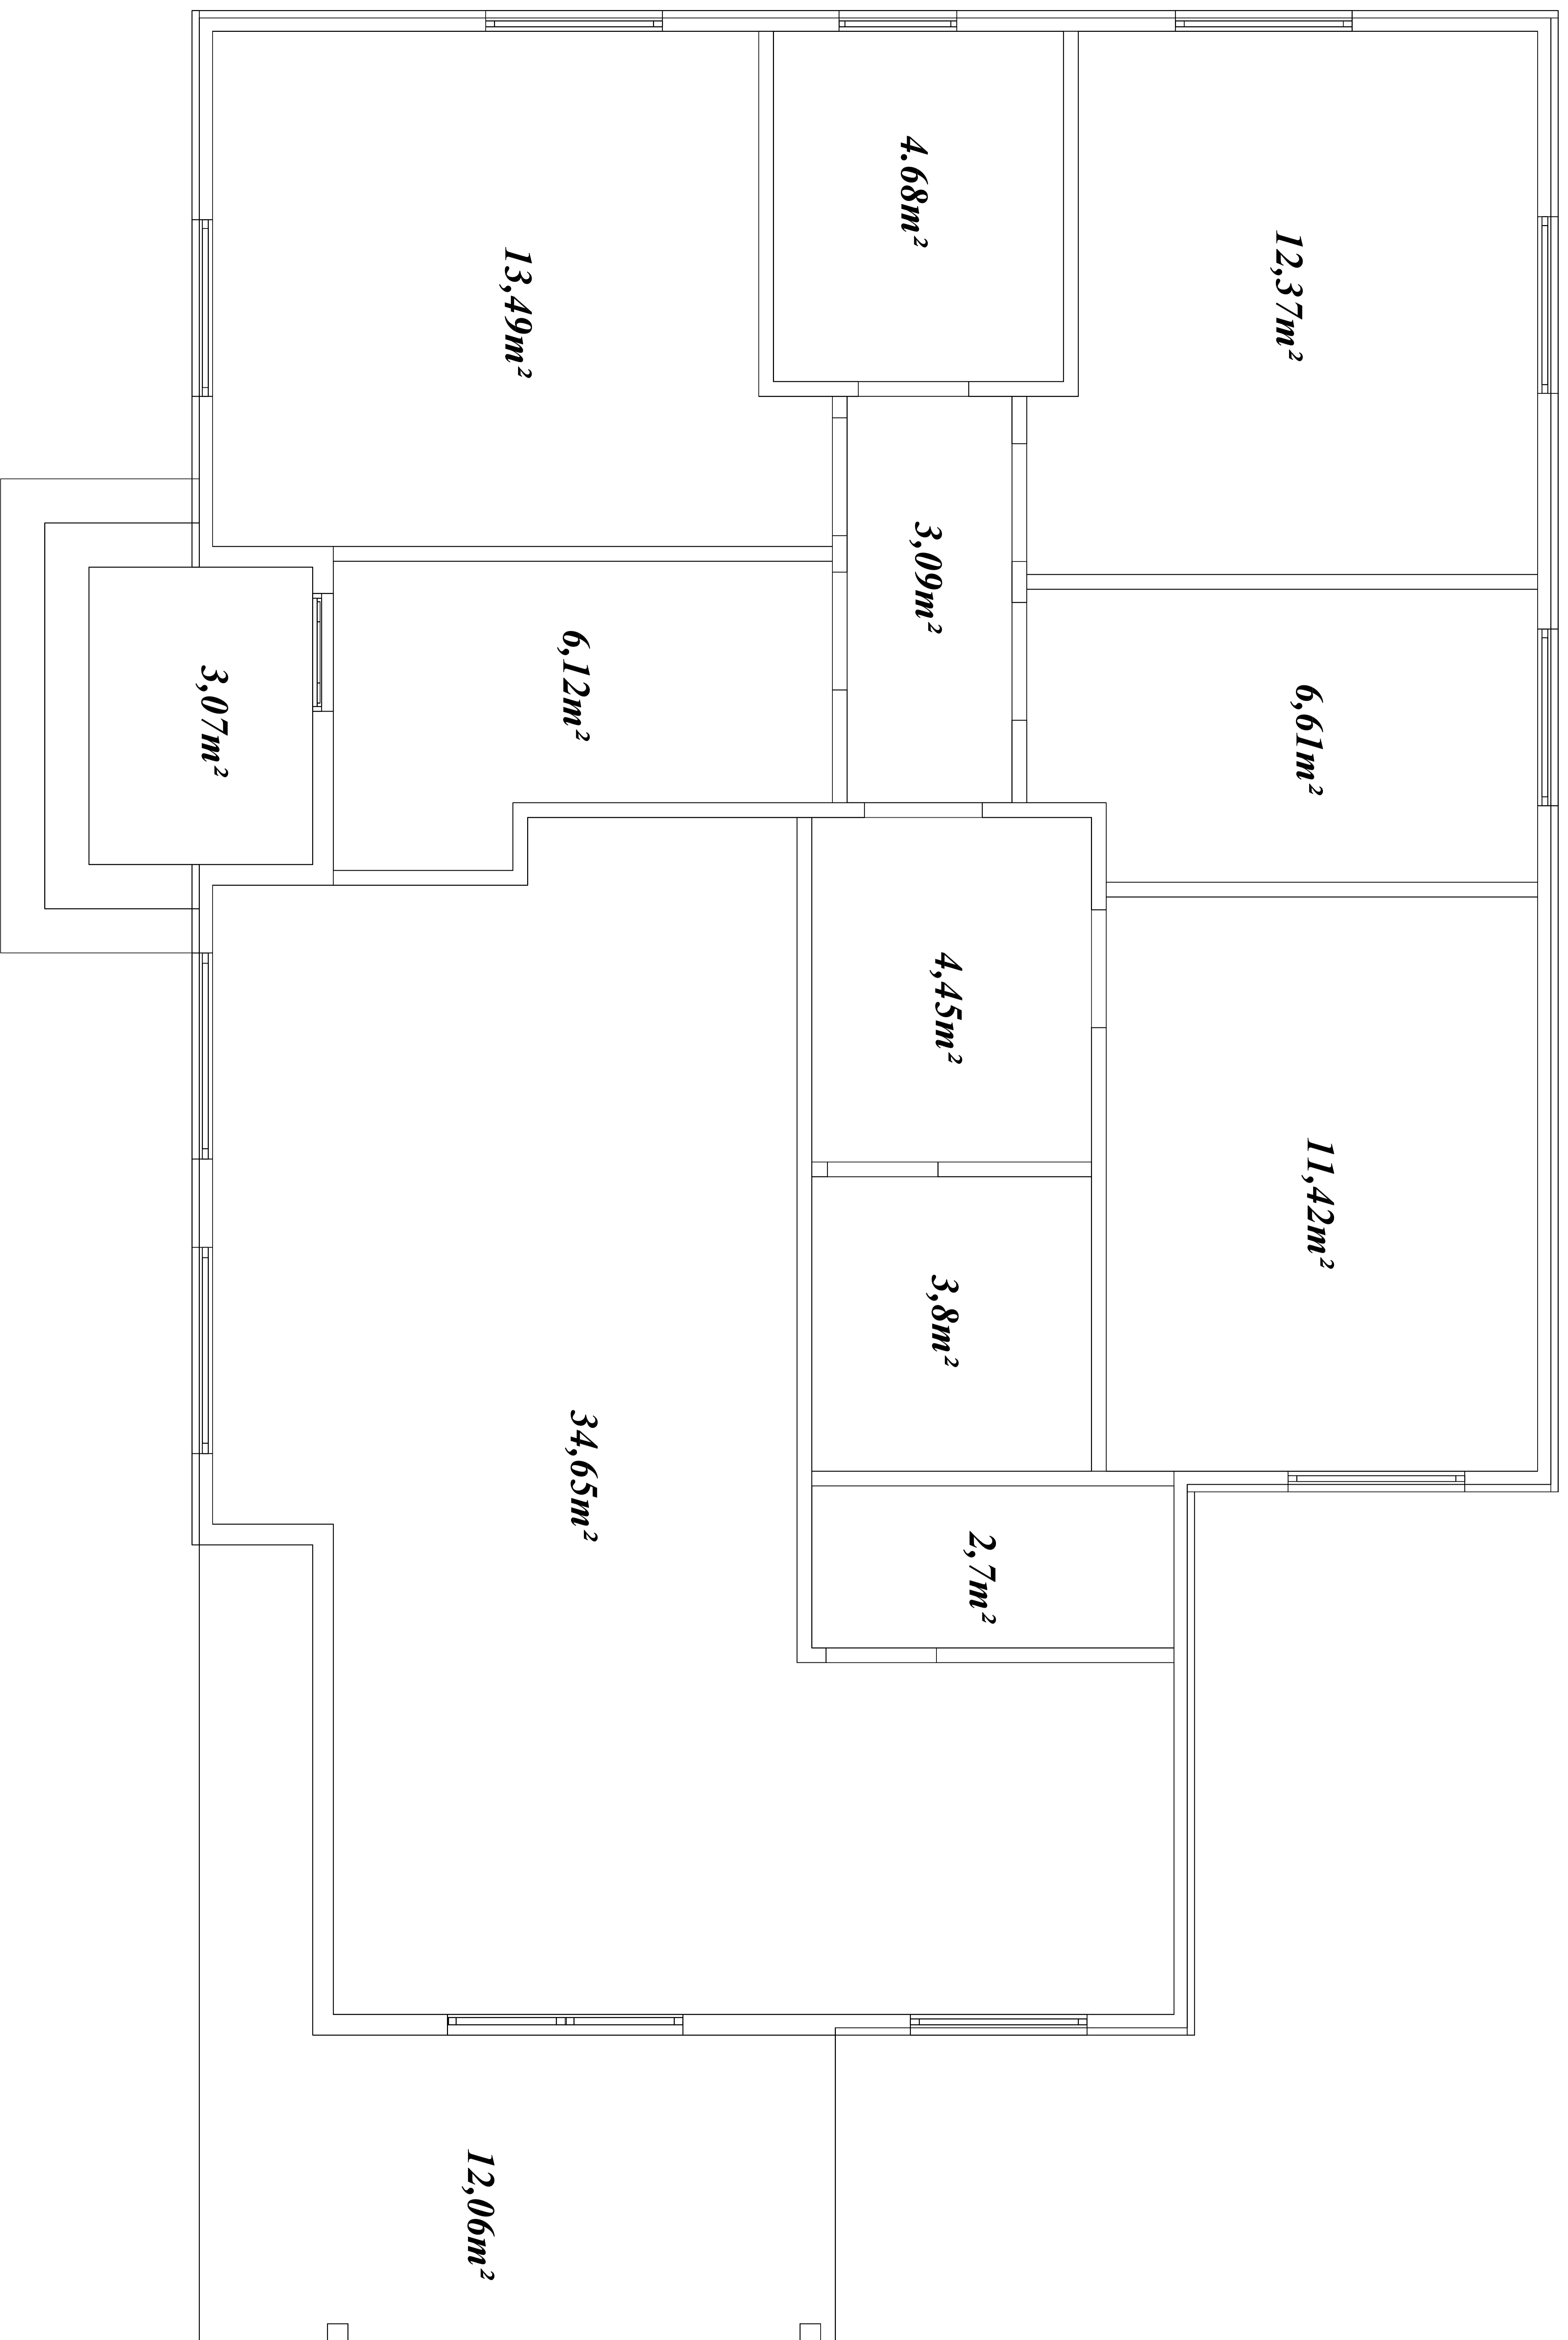 4.68m²
12,37m²
13,49m²
3,09m²
6,12m²
3,07m²
6,61m²
4,45m²
11,42m²
3,8m²
34,65m²
2,7m²
12,06m²